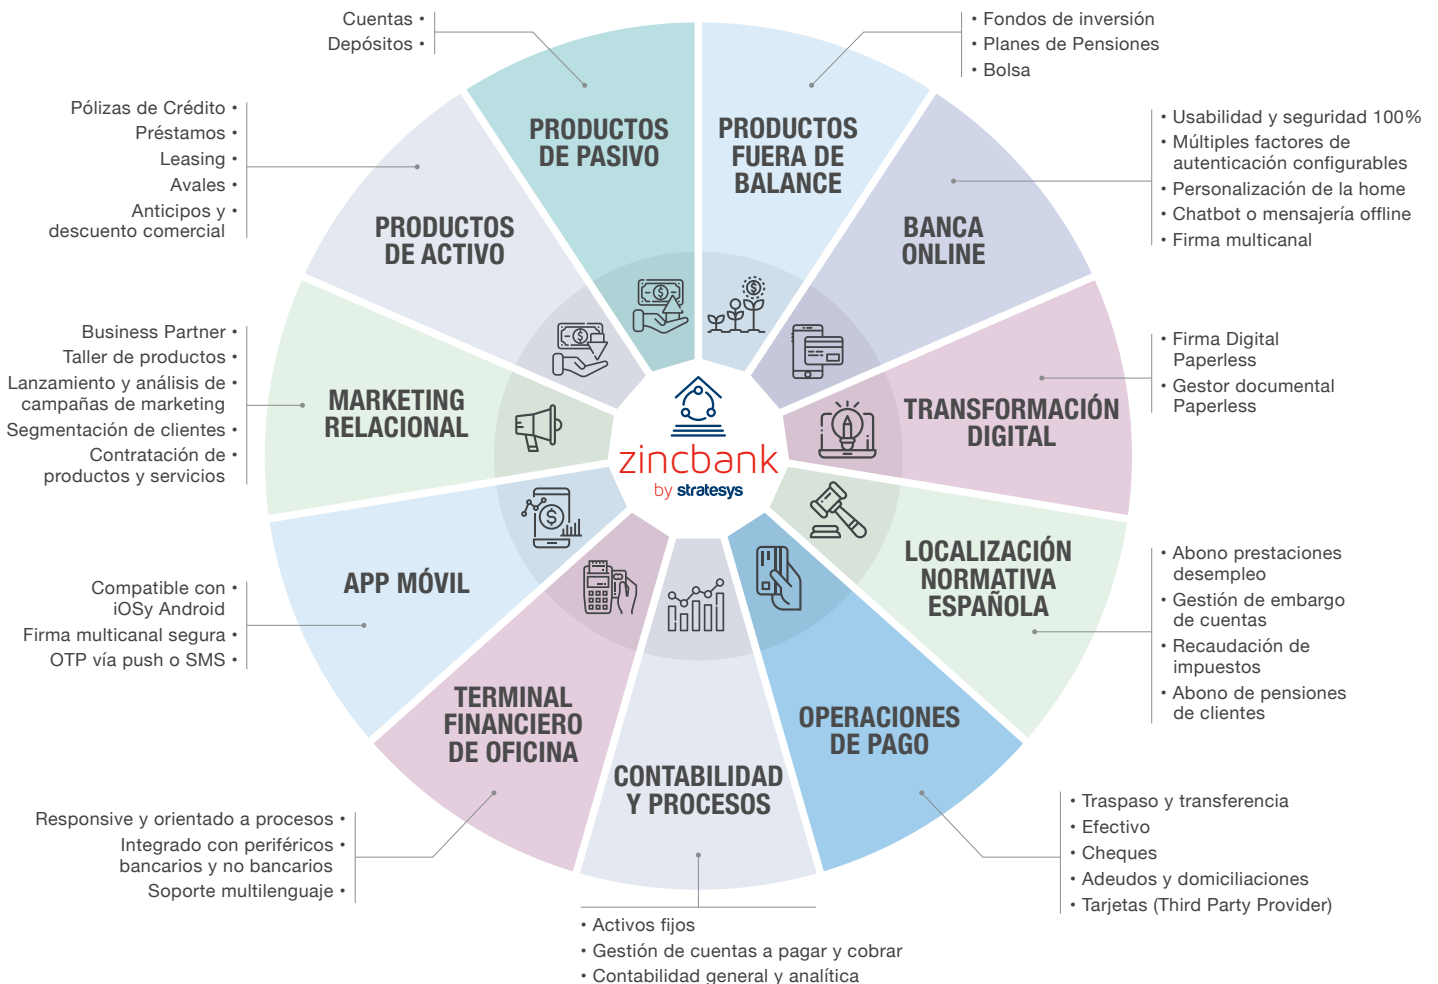 Cuentas •
Depósitos •
PRODUCTOS
DE PASIVO
• Fondos de inversión
• Planes de Pensiones
• Bolsa
PRODUCTOS
FUERA DE
BALANCE
• Usabilidad y seguridad 100%
• Múltiples factores de
autenticación configurables
• Personalización de la home
• Chatbot o mensajería offline
• Firma multicanal
BANCA
ONLINE
• Firma Digital
Paperless
• Gestor documental
Paperless
TRANSFORMACIÓN
DIGITAL
• Abono prestaciones
desempleo
• Gestión de embargo
de cuentas
• Recaudación de
impuestos
• Abono de pensiones
de clientes
LOCALIZACIÓN
NORMATIVA
ESPAÑOLA
• Traspaso y transferencia
• Efectivo
• Cheques
• Adeudos y domiciliaciones
• Tarjetas (Third Party Provider)
OPERACIONES
DE PAGO
CONTABILIDAD
Y PROCESOS
• Activos fijos
• Gestión de cuentas a pagar y cobrar
• Contabilidad general y analítica
TERMINAL
FINANCIERO
DE OFICINA
Responsive y orientado a procesos •
Integrado con periféricos •
bancarios y no bancarios
Soporte multilenguaje •
APP MÓVIL
Compatible con •
iOSy Android
Firma multicanal segura •
OTP vía push o SMS •
MARKETING
RELACIONAL
Business Partner •
Taller de productos •
Lanzamiento y análisis de •
campañas de marketing
Segmentación de clientes •
Contratación de •
productos y servicios
PRODUCTOS
DE ACTIVO
Pólizas de Crédito •
Préstamos •
Leasing •
Avales •
Anticipos y •
descuento comercial
zincbank
by stratesys